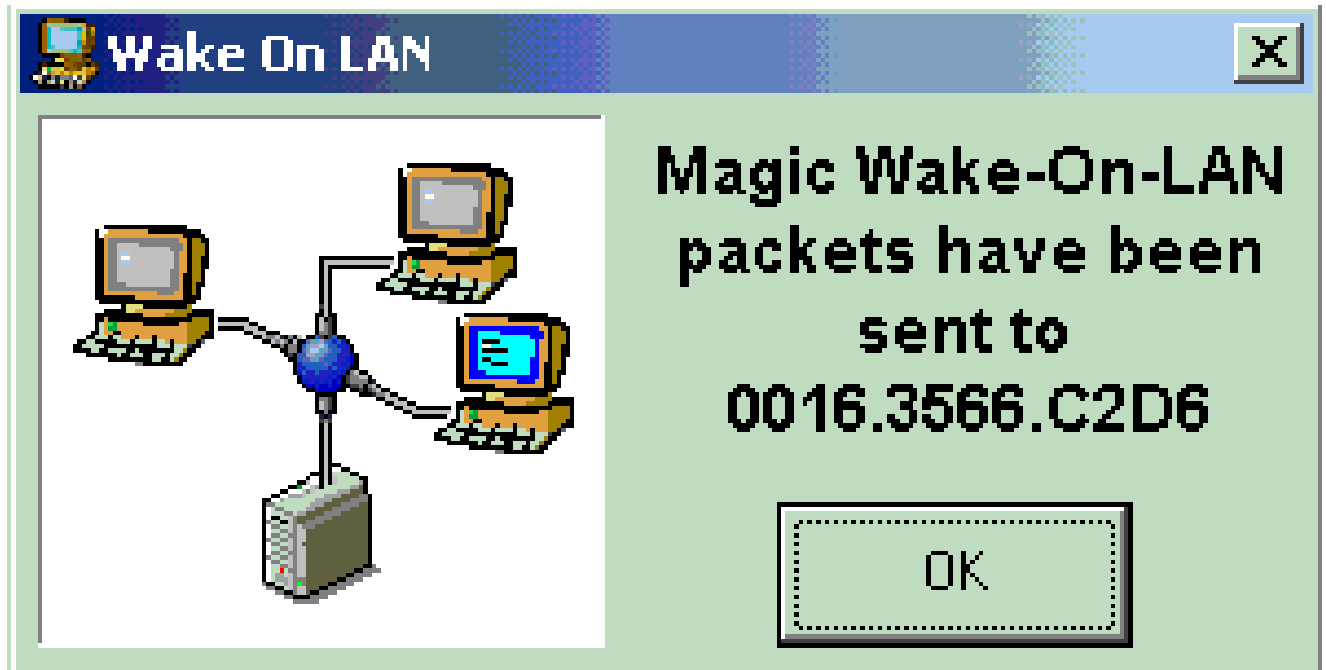 Wake On LAN
Magic Wake-On-LAN
packets have been
sent to
0016.3566.C2D6
OK